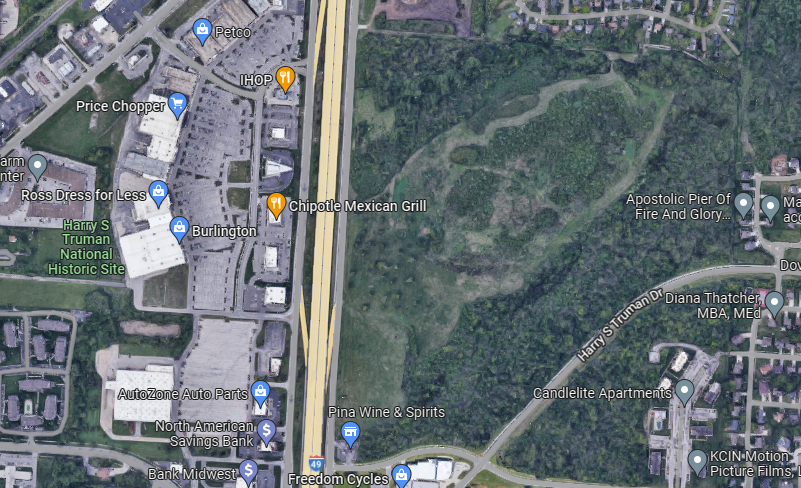 Petco
IHOP
Price Chopper
arm
nter
Ross Dress for Less
Chipotle Mexican Grill
Burlington
Harry S
Truman
National
Historic Site
Apostolic Pier Of
Fire And Glory...
Ma
acc
Dov
Harry S Truman Dr
Diana Thatcher,
MBA, MEd
Candlelite Apartments
AutoZone Auto Parts
Pina Wine & Spirits
North American
Savings Bank
Bank Midwest
49
Freedom Cycles
KCIN Motion
Picture Films, L